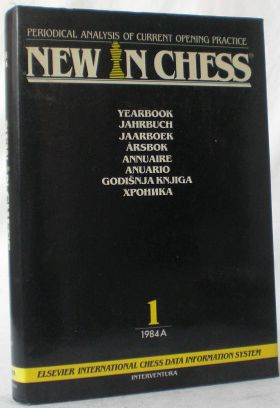 PERIODICAL ANALYSIS OF CURRENT OPENING PRACTICE
NEW IN CHESS
YEARBOOK
JAHRBUCH
JAARBOEK
ÅRSBOK
ANNUAIRE
ANUARIO
GODIŠNJA KNJIGA
ХРОНИКА
1
1984 A
ELSEVIER INTERNATIONAL CHESS DATA INFORMATION SYSTEM
INTERVENTURA